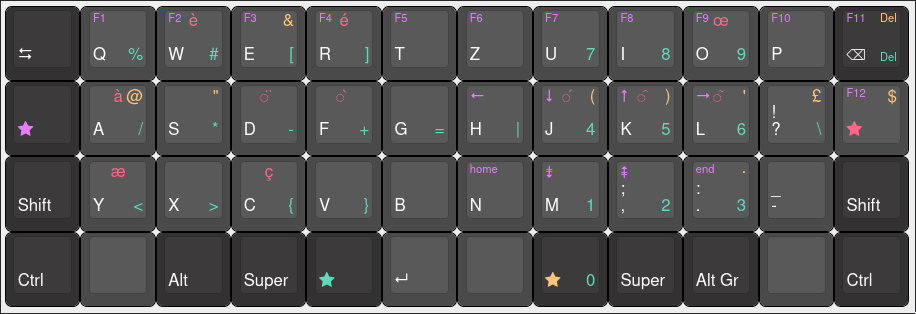 F1 F2 è F3 & F4 é F5 F6 F7 F8 F9 œ F10 F11 Del
⇆ Q % W # E [ R ] T Z U 7 I 8 O 9 P ⌫ Del
à @ " ◌̈ ◌̀ ← ↓ ◌́ ( ↑ ◌̂ ) → ◌̃ ' £ F12 $
!
★ A / S * D - F + G = H | J 4 K 5 L 6 ? \ ★
æ ç home ⇟ ⇞ end ·
; : _
Shift Y < X > C { V } B N M 1 , 2 . 3 - Shift
Ctrl Alt Super ★ ↵ ★ 0 Super Alt Gr Ctrl